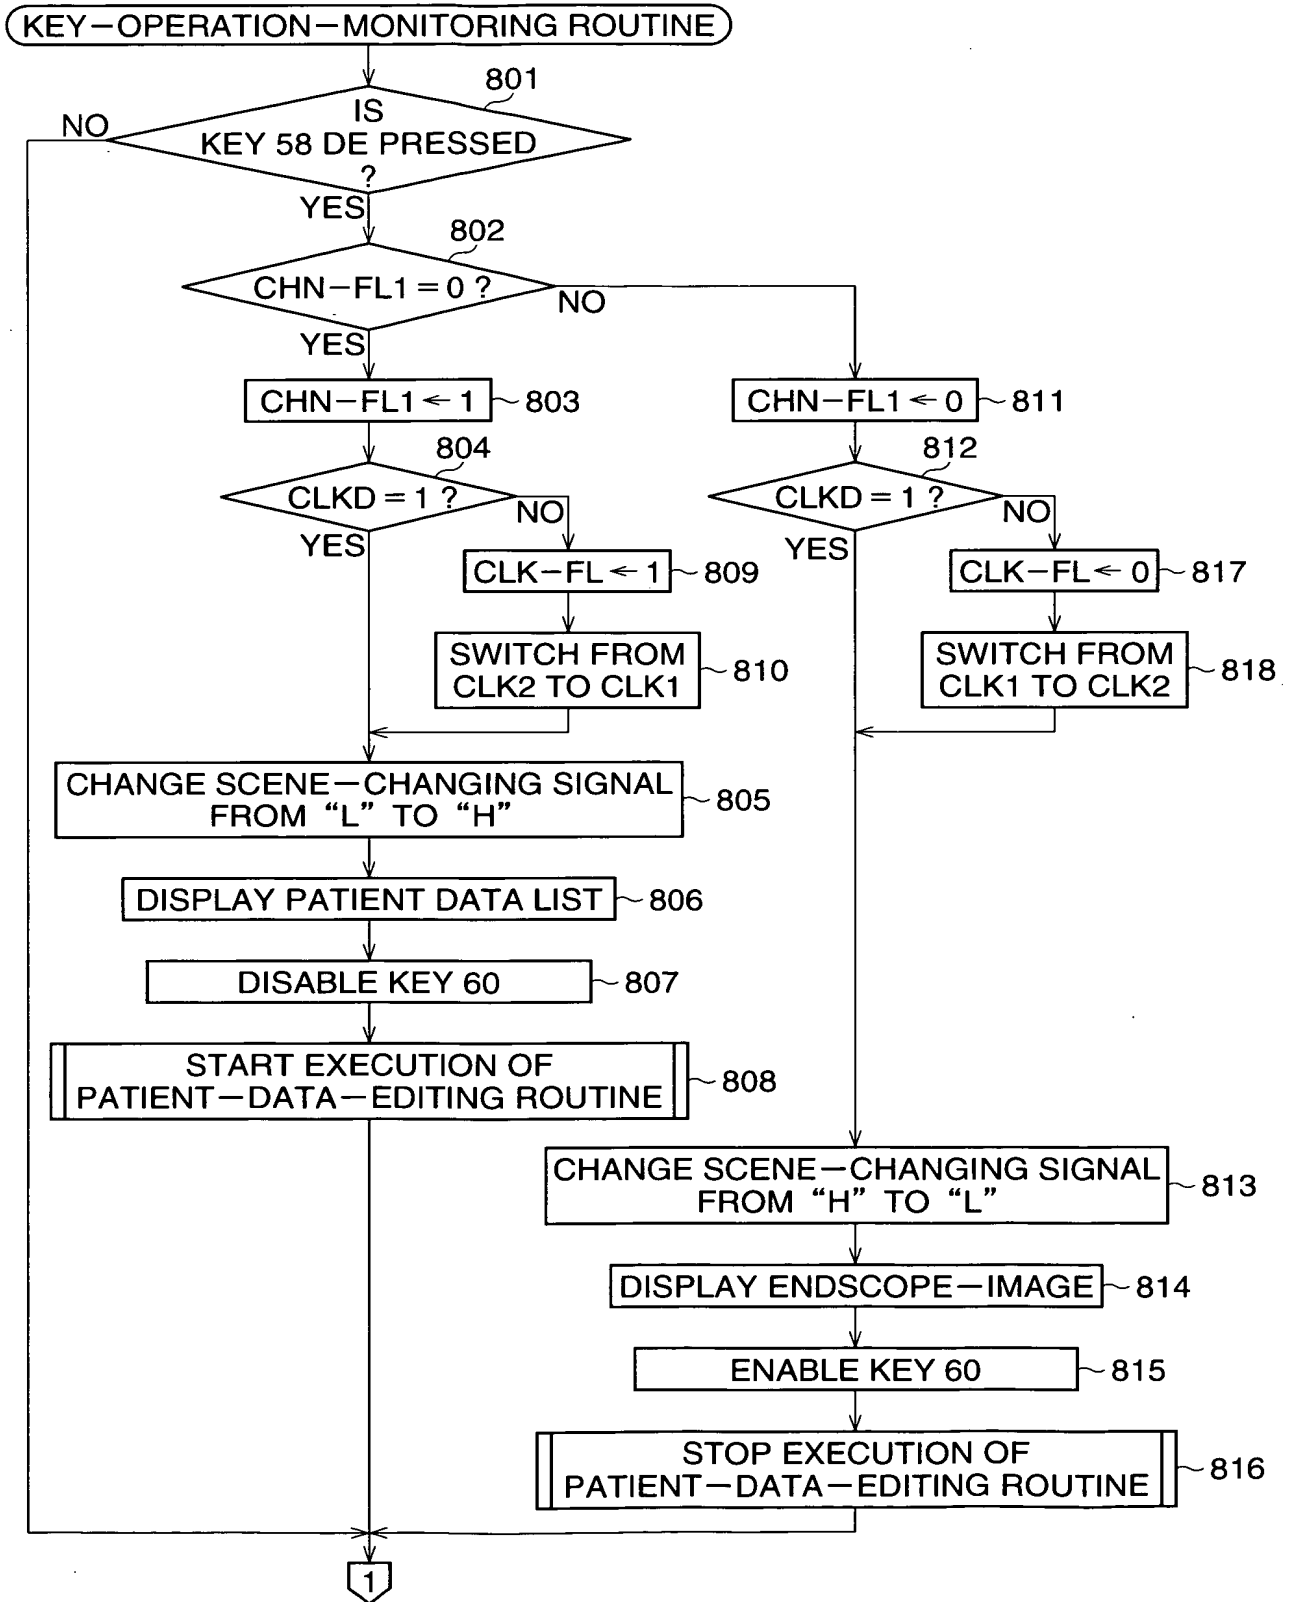 KEY-OPERATION-MONITORING ROUTINE
801
IS
KEY 58 DE PRESSED
?
NO
YES
802
CHN-FL1 = 0 ?
NO
YES
CHN-FL1 ← 1
803
CHN-FL1 ← 0
811
804
CLKD = 1 ?
NO
YES
812
CLKD = 1 ?
NO
YES
CLK-FL ← 1
809
CLK-FL ← 0
817
SWITCH FROM
CLK2 TO CLK1
810
SWITCH FROM
CLK1 TO CLK2
818
CHANGE SCENE-CHANGING SIGNAL
FROM “L” TO “H”
805
DISPLAY PATIENT DATA LIST
806
DISABLE KEY 60
807
START EXECUTION OF
PATIENT-DATA-EDITING ROUTINE
808
CHANGE SCENE-CHANGING SIGNAL
FROM “H” TO “L”
813
DISPLAY ENDSCOPE-IMAGE
814
ENABLE KEY 60
815
STOP EXECUTION OF
PATIENT-DATA-EDITING ROUTINE
816
1